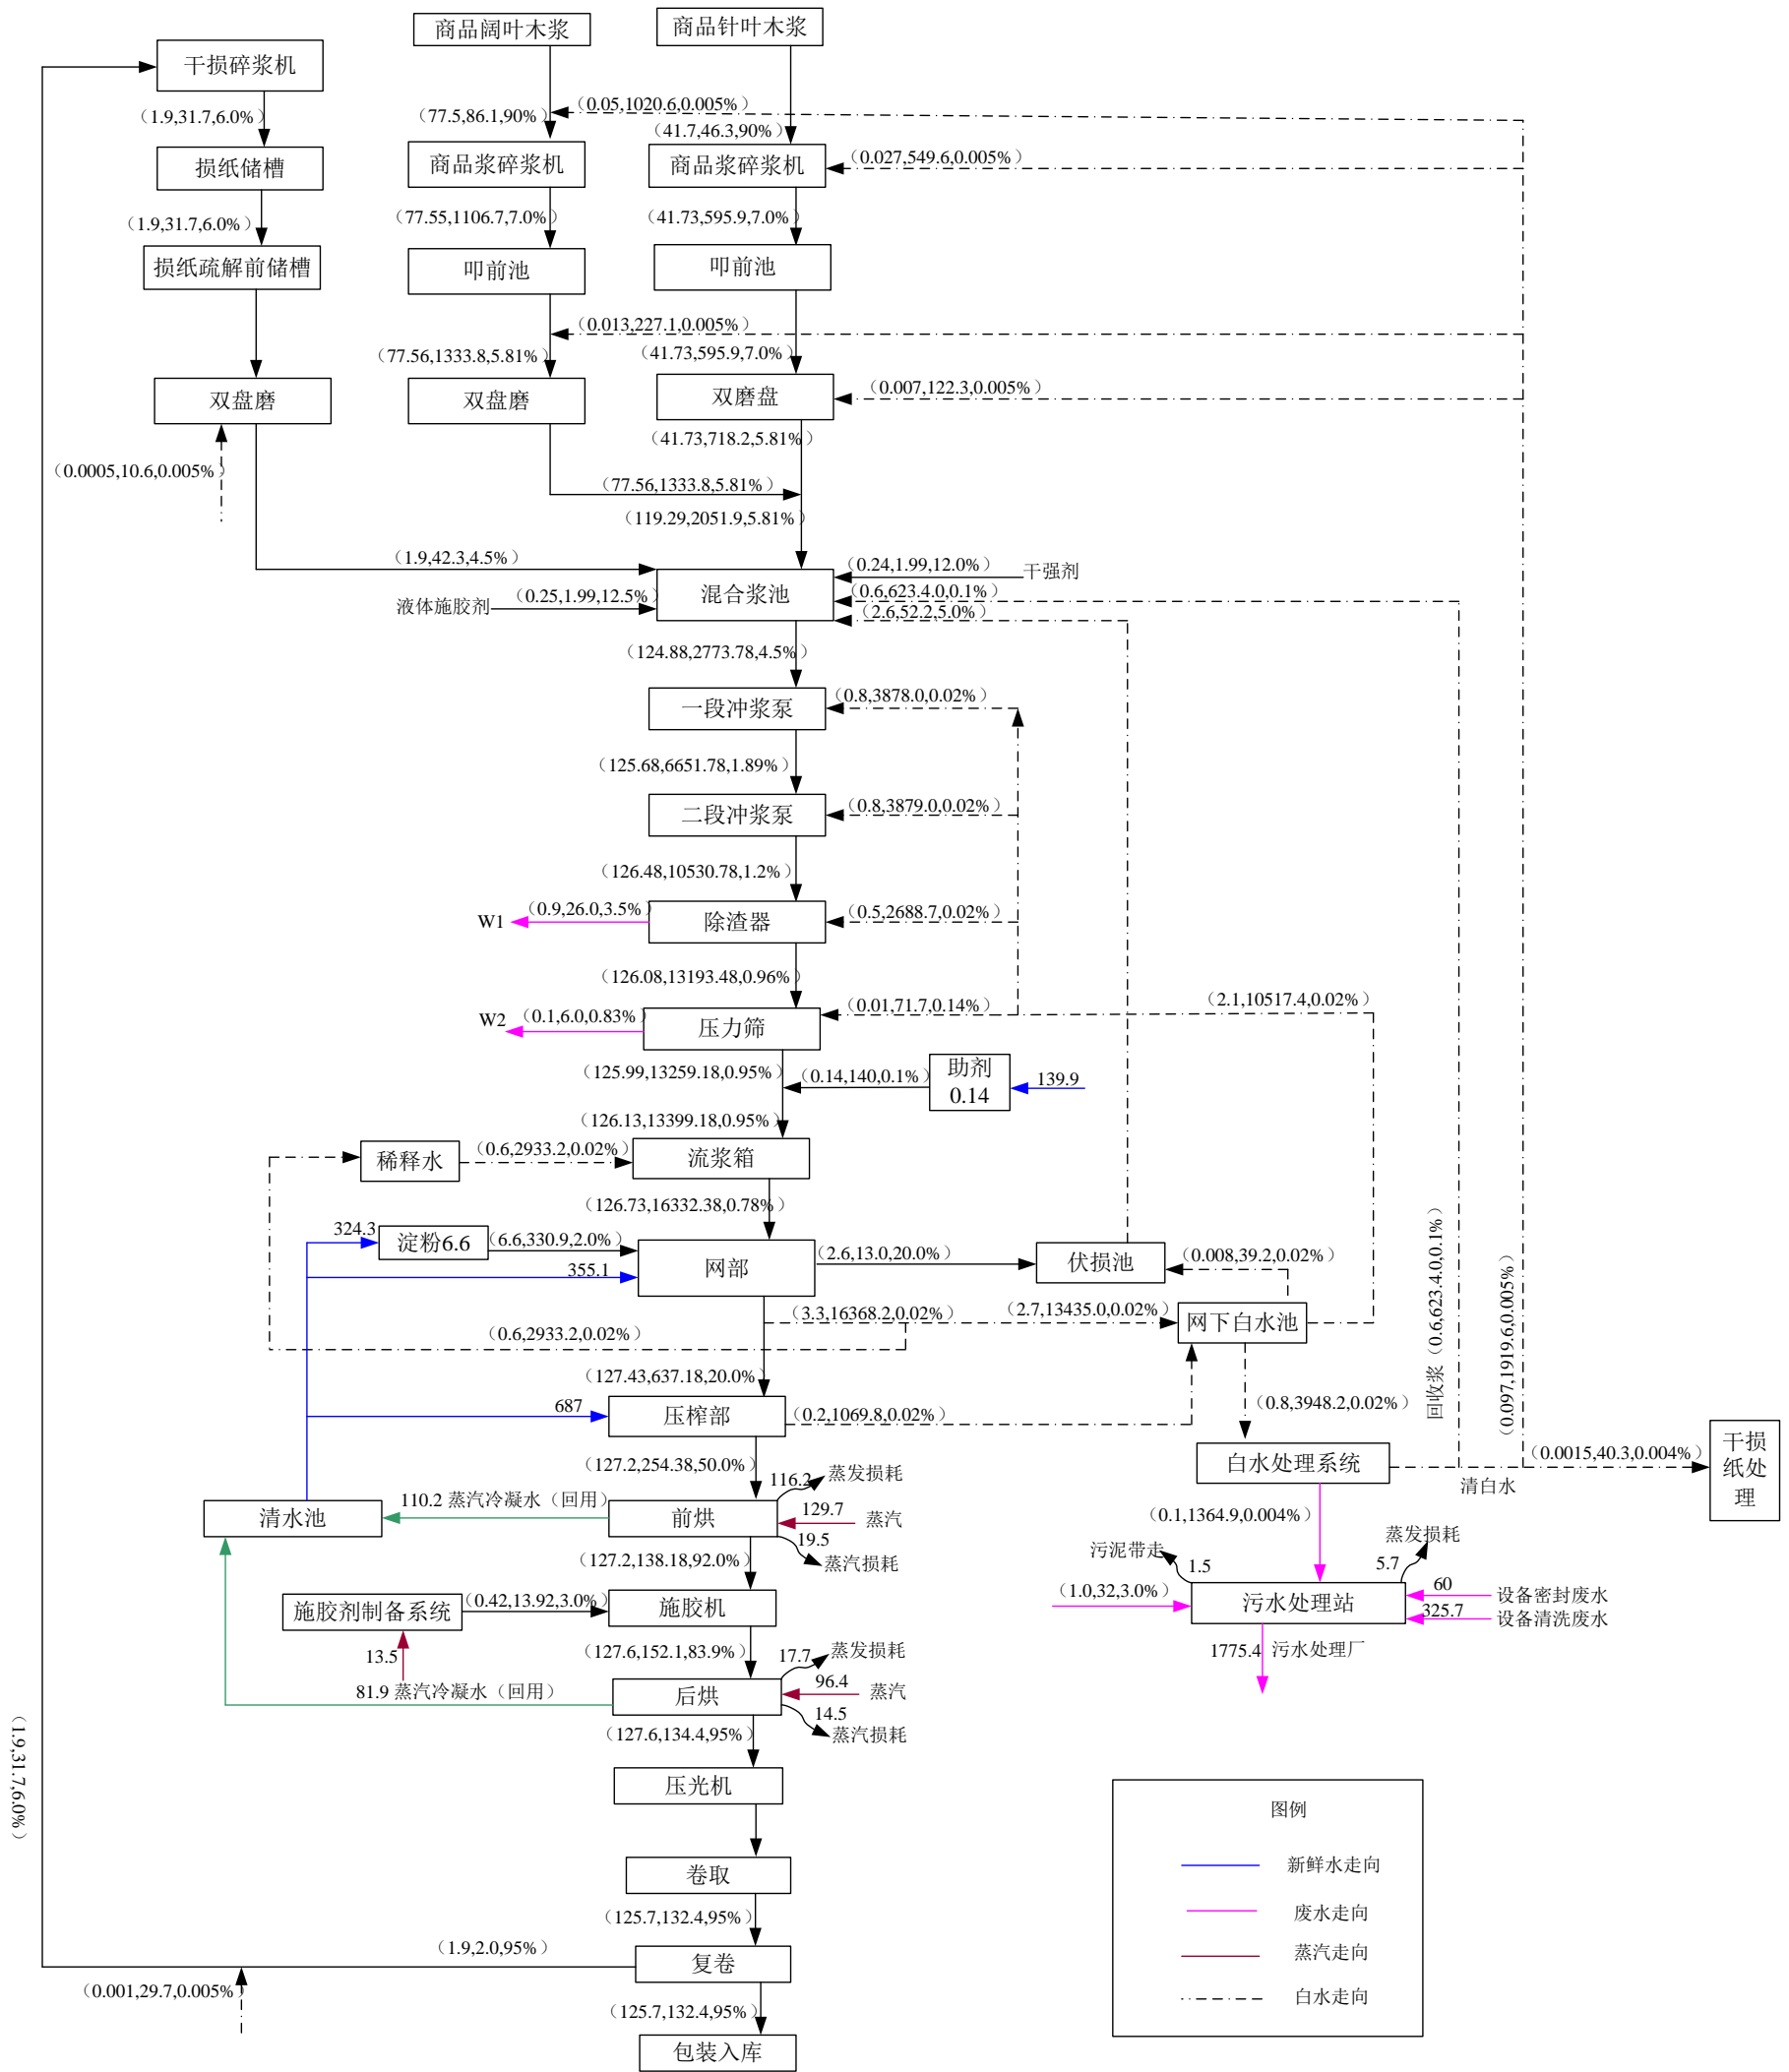 商品阔叶木浆
商品针叶木浆
干损碎浆机
(0.05,1020.6,0.005%)
(1.9,31.7,6.0%)
(77.5,86.1,90%)
(41.7,46.3,90%)
损纸储槽
商品浆碎浆机
商品浆碎浆机
(0.027,549.6,0.005%)
(1.9,31.7,6.0%)
(77.55,1106.7,7.0%)
(41.73,595.9,7.0%)
损纸疏解前储槽
叩前池
叩前池
(0.013,227.1,0.005%)
(77.56,1333.8,5.81%)
(41.73,595.9,7.0%)
双盘磨
双盘磨
双磨盘
(0.007,122.3,0.005%)
(41.73,718.2,5.81%)
(0.0005,10.6,0.005%)
(77.56,1333.8,5.81%)
(119.29,2051.9,5.81%)
(1.9,42.3,4.5%)
(0.24,1.99,12.0%)
干强剂
液体施胶剂
(0.25,1.99,12.5%)
混合浆池
(0.6,623.4.0,0.1%)
(2.6,52.2,5.0%)
(124.88,2773.78,4.5%)
一段冲浆泵
(0.8,3878.0,0.02%)
(125.68,6651.78,1.89%)
二段冲浆泵
(0.8,3879.0,0.02%)
(126.48,10530.78,1.2%)
W1
(0.9,26.0,3.5%)
除渣器
(0.5,2688.7,0.02%)
(126.08,13193.48,0.96%)
(0.01,71.7,0.14%)
(2.1,10517.4,0.02%)
W2
(0.1,6.0,0.83%)
压力筛
(125.99,13259.18,0.95%)
(0.14,140,0.1%)
助剂
0.14
139.9
(126.13,13399.18,0.95%)
稀释水
(0.6,2933.2,0.02%)
流浆箱
(126.73,16332.38,0.78%)
324.3
淀粉6.6
(6.6,330.9,2.0%)
355.1
网部
(2.6,13.0,20.0%)
伏损池
(0.008,39.2,0.02%)
(0.6,2933.2,0.02%)
(3.3,16368.2,0.02%)
(2.7,13435.0,0.02%)
网下白水池
回收浆(0.6,623.4.0,0.1%)
(0.097,1919.6,0.005%)
(127.43,637.18,20.0%)
687
压榨部
(0.2,1069.8,0.02%)
(0.8,3948.2,0.02%)
(127.2,254.38,50.0%)
白水处理系统
清白水
(0.0015,40.3,0.004%)
干损
纸处
理
116.2
蒸发损耗
清水池
110.2 蒸汽冷凝水(回用)
前烘
129.7
蒸汽
19.5
蒸汽损耗
(0.1,1364.9,0.004%)
(127.2,138.18,92.0%)
污泥带走
1.5
5.7
蒸发损耗
施胶剂制备系统
(0.42,13.92,3.0%)
施胶机
(1.0,32,3.0%)
污水处理站
60
设备密封废水
325.7
设备清洗废水
13.5
(127.6,152.1,83.9%)
17.7
蒸发损耗
1775.4
污水处理厂
81.9 蒸汽冷凝水(回用)
后烘
96.4
蒸汽
14.5
蒸汽损耗
(127.6,134.4,95%)
(1.9,31.7,6.0%)
压光机
卷取
(125.7,132.4,95%)
(1.9,2.0,95%)
复卷
(0.001,29.7,0.005%)
(125.7,132.4,95%)
包装入库
图例
新鲜水走向
废水走向
蒸汽走向
白水走向